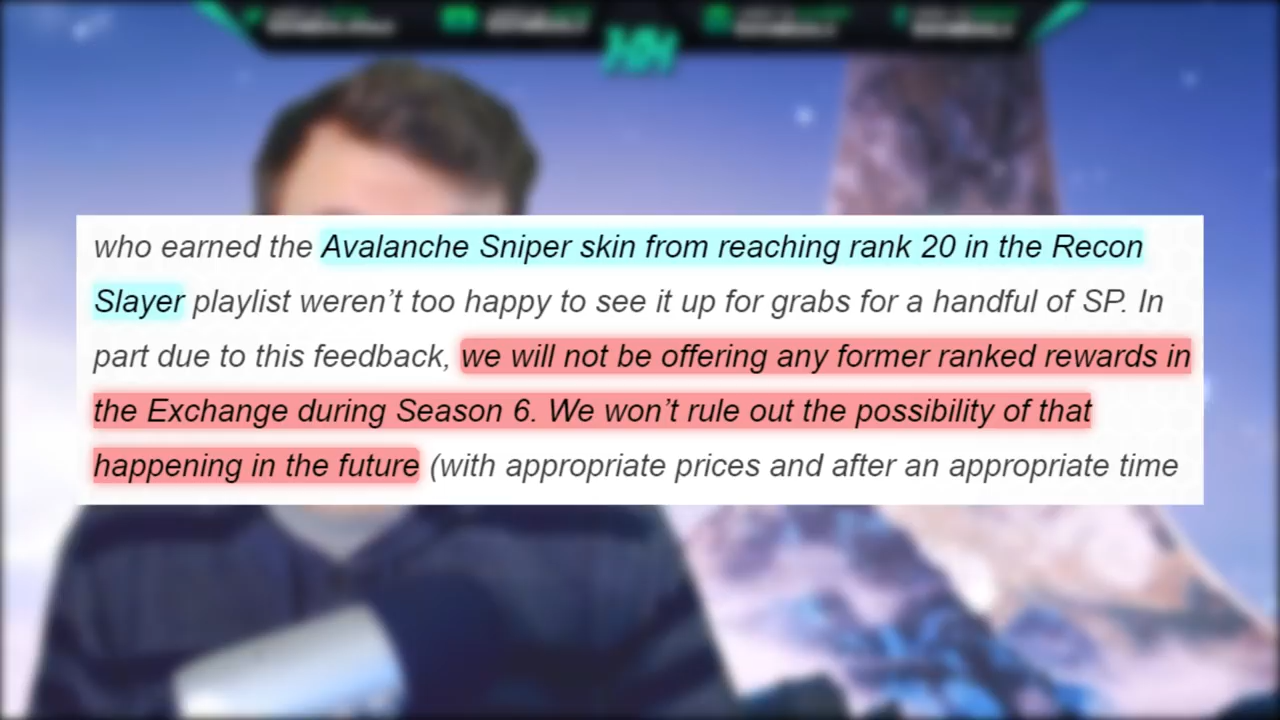 who earned the Avalanche Sniper skin from reaching rank 20 in the Recon
Slayer playlist weren’t too happy to see it up for grabs for a handful of SP. In
part due to this feedback, we will not be offering any former ranked rewards in
the Exchange during Season 6. We won’t rule out the possibility of that
happening in the future (with appropriate prices and after an appropriate time